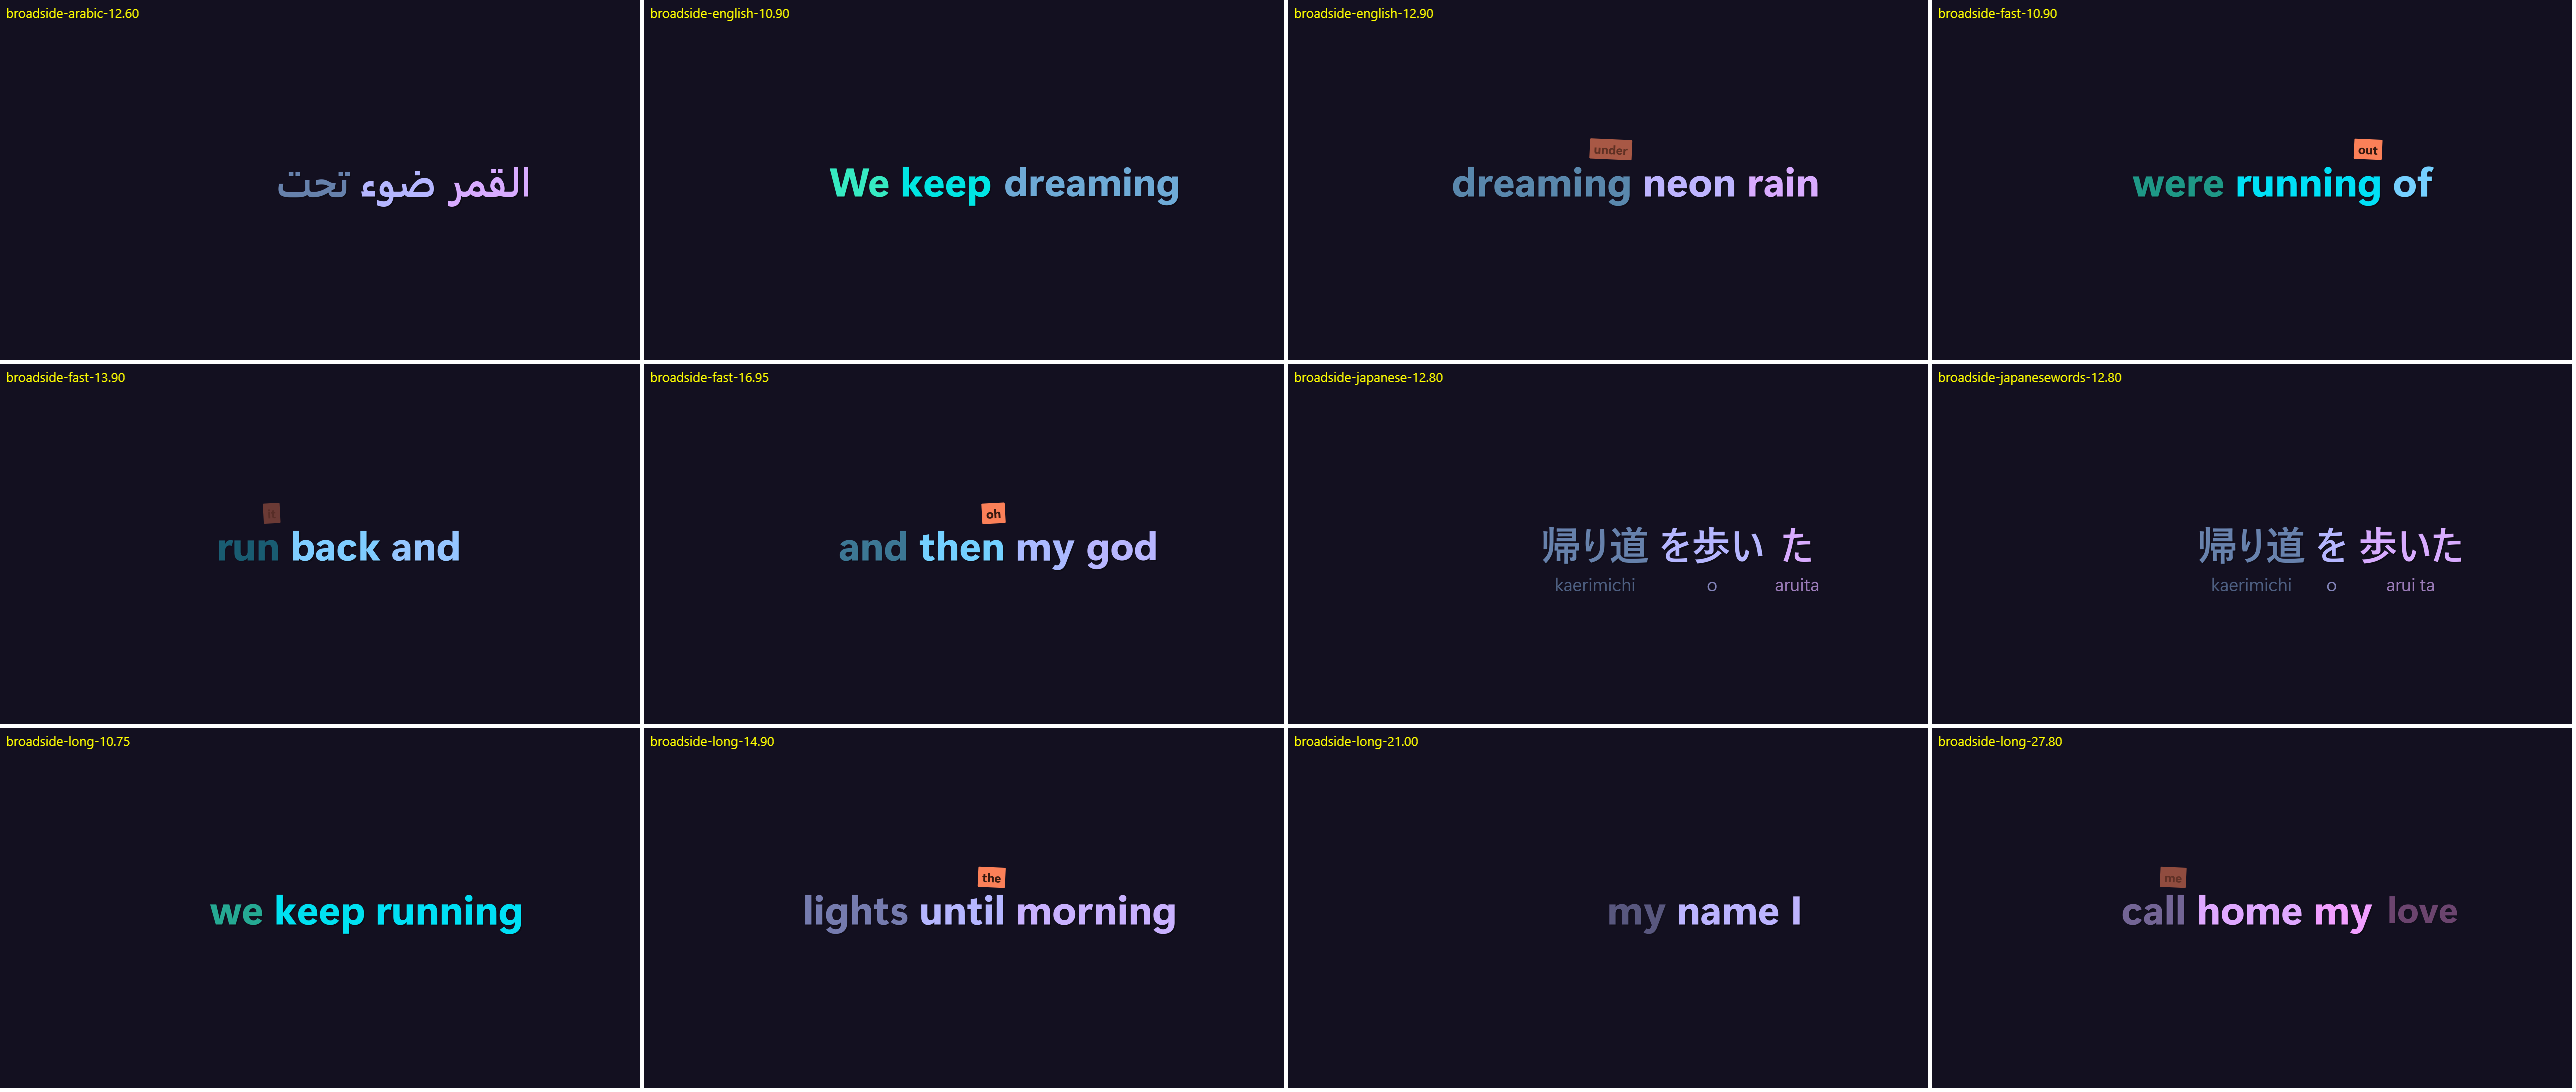 broadside-arabic-12.60
تحت ضوء القمر
broadside-english-10.90
We keep dreaming
broadside-english-12.90
under
dreaming neon rain
broadside-fast-10.90
out
were running of
broadside-fast-13.90
it
run back and
broadside-fast-16.95
oh
and then my god
broadside-japanese-12.80
帰り道 を歩い た
kaerimichi o aruita
broadside-japanesewords-12.80
帰り道 を 歩いた
kaerimichi o arui ta
broadside-long-10.75
we keep running
broadside-long-14.90
the
lights until morning
broadside-long-21.00
my name I
broadside-long-27.80
me
call home my love